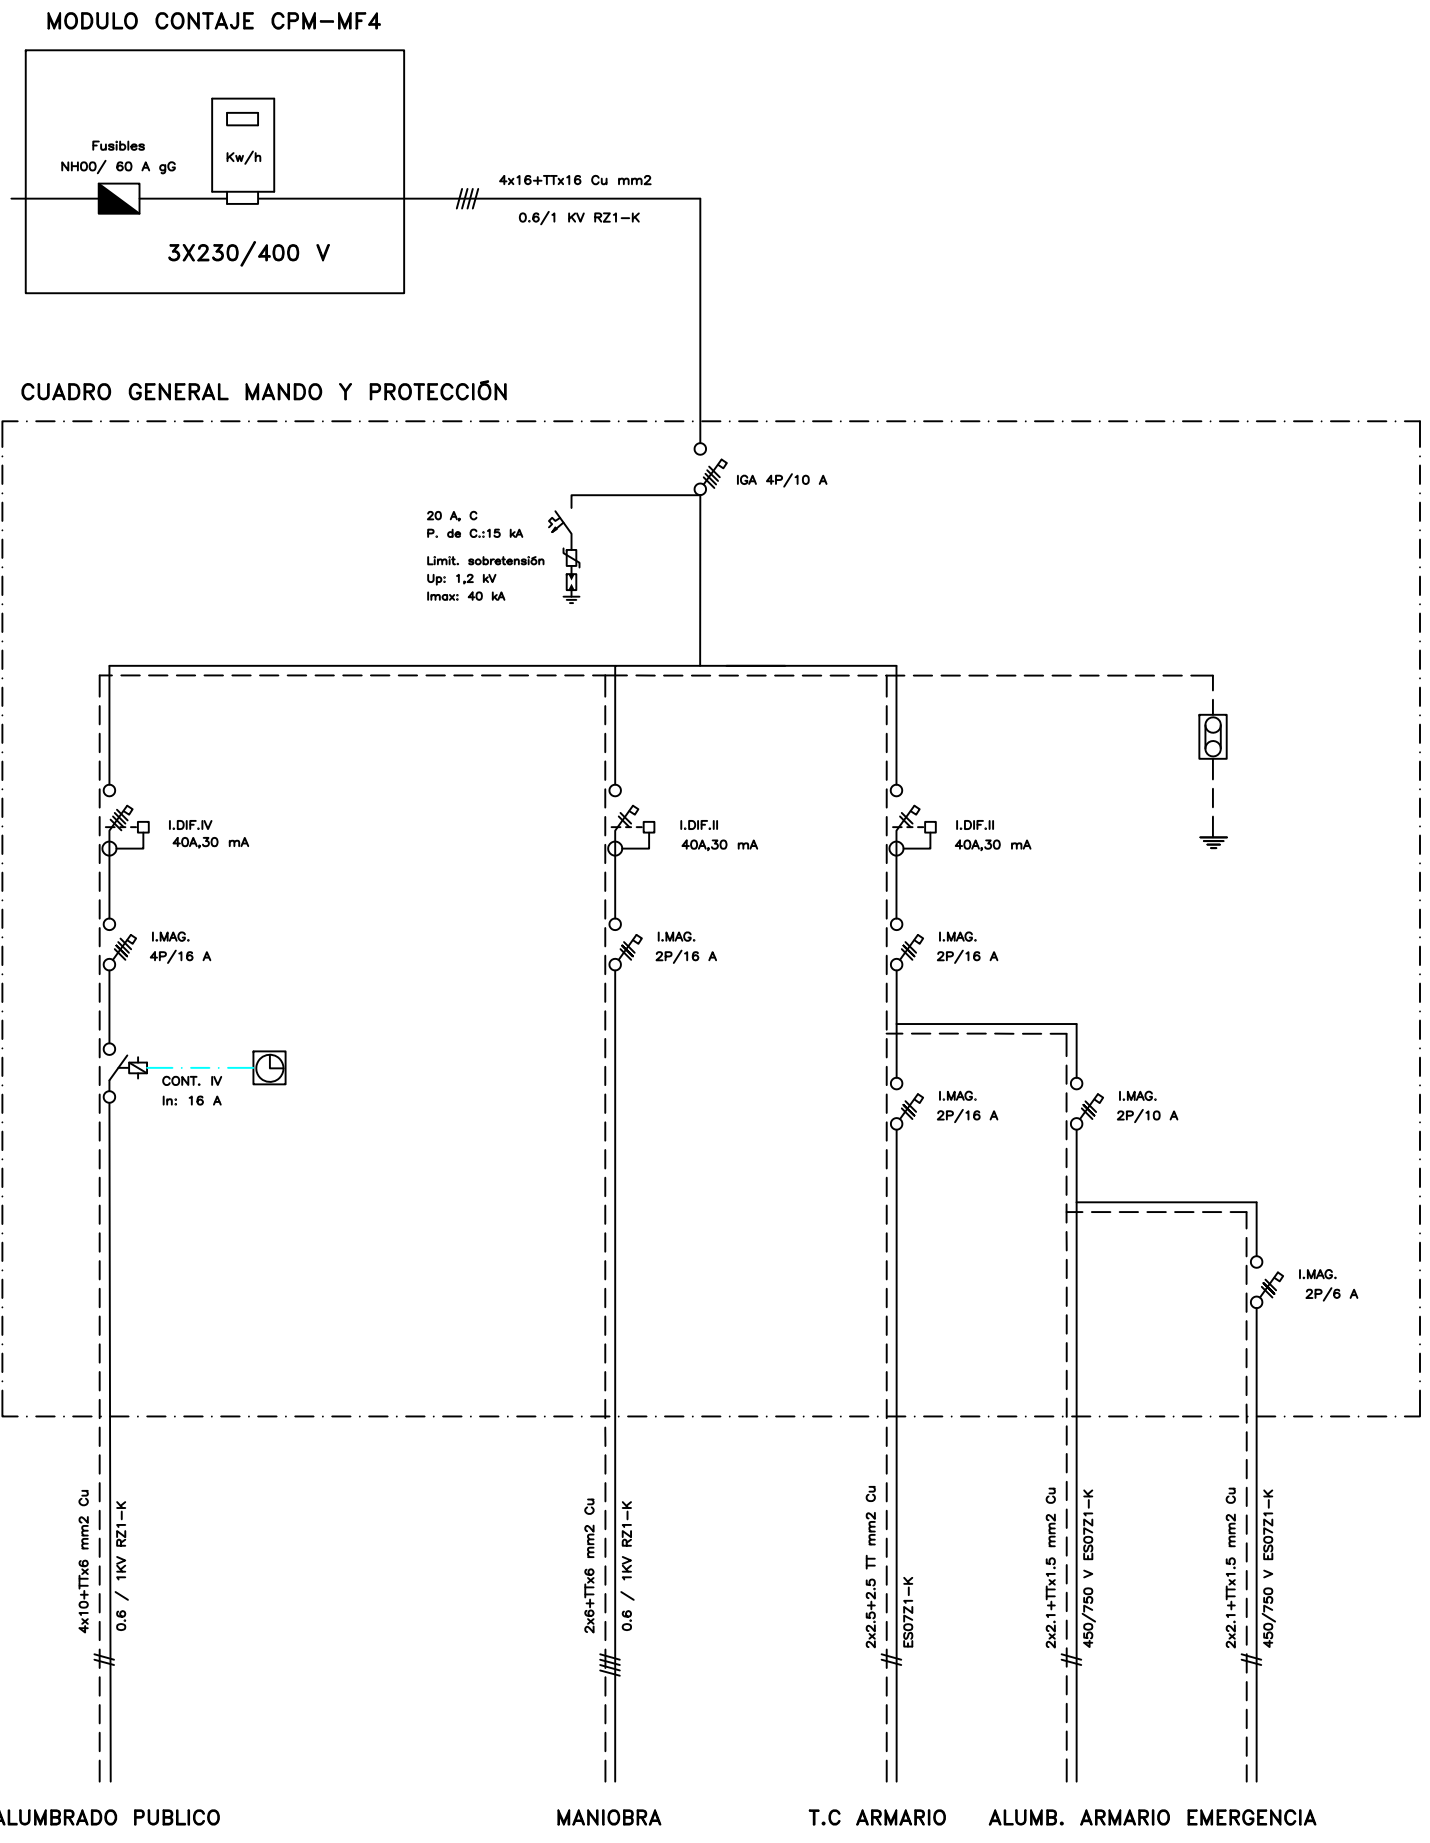 MODULO CONTAJE CPM-MF4
Fusibles
NH00/ 60 A gG
Kw/h
3X230/400 V
4x16+TTx16 Cu mm2
0.6/1 KV RZ1-K
CUADRO GENERAL MANDO Y PROTECCIÓN
IGA 4P/10 A
20 A, C
P. de C.:15 kA
Limit. sobretensión
Up: 1,2 kV
Imax: 40 kA
I.DIF.IV
40A,30 mA
I.DIF.II
40A,30 mA
I.DIF.II
40A,30 mA
I.MAG.
4P/16 A
I.MAG.
2P/16 A
I.MAG.
2P/16 A
CONT. IV
In: 16 A
I.MAG.
2P/16 A
I.MAG.
2P/10 A
I.MAG.
2P/6 A
4x10+TTx6 mm2 Cu
0.6 / 1KV RZ1-K
2x6+TTx6 mm2 Cu
0.6 / 1KV RZ1-K
2x2.5+2.5 TT mm2 Cu
ES07Z1-K
2x2.1+TTx1.5 mm2 Cu
450/750 V ES07Z1-K
2x2.1+TTx1.5 mm2 Cu
450/750 V ES07Z1-K
ALUMBRADO PUBLICO
MANIOBRA
T.C ARMARIO
ALUMB. ARMARIO
EMERGENCIA